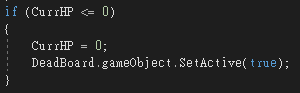 if (CurrHP <= 0)
{
CurrHP = 0;
DeadBoard.gameObject.SetActive(true);
}